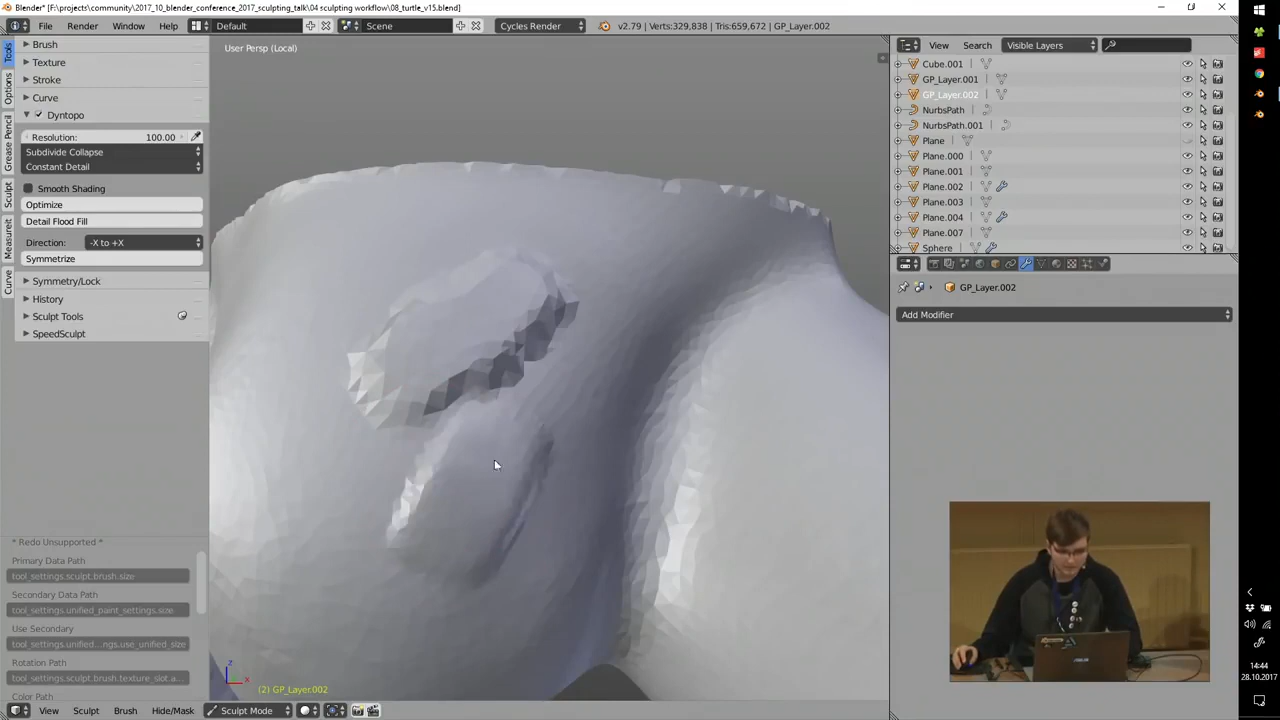 Blender* [F:\projects\community\2017_10_blender_conference_2017_sculpting_talk\04 sculpting workflow\08_turtle_v15.blend]
File Render Window Help Default Scene Cycles Render v2.79 | Verts:329,838 | Tris:659,672 | GP_Layer.002
Tools
Options
Grease Pencil
Sculpt
MeasureIt
Curve
Brush
Texture
Stroke
Curve
Dyntopo
Resolution: 100.00
Subdivide Collapse
Constant Detail
Smooth Shading
Optimize
Detail Flood Fill
Direction: -X to +X
Symmetrize
Symmetry/Lock
History
Sculpt Tools
SpeedSculpt
* Redo Unsupported *
Primary Data Path
tool_settings.sculpt.brush.size
Secondary Data Path
tool_settings.unified_paint_settings.size
Use Secondary
tool_settings.unified...ngs.use_unified_size
Rotation Path
tool_settings.sculpt.brush.texture_slot.a...
Color Path
User Persp (Local)
z
x
(2) GP_Layer.002
View Sculpt Brush Hide/Mask Sculpt Mode
View Search Visible Layers
Cube.001
GP_Layer.001
GP_Layer.002
NurbsPath
NurbsPath.001
Plane
Plane.000
Plane.001
Plane.002
Plane.003
Plane.004
Plane.007
Sphere
GP_Layer.002
Add Modifier
14:44
28.10.2017